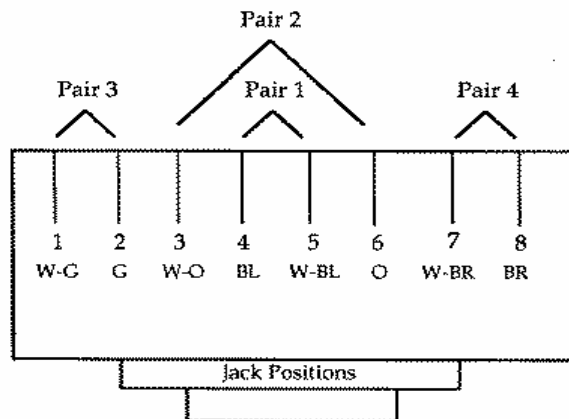 Pair 2
Pair 3 Pair 1 Pair 4
1 2 3 4 5 6 7 8
W-G G W-O BL W-BL O W-BR BR
Jack Positions